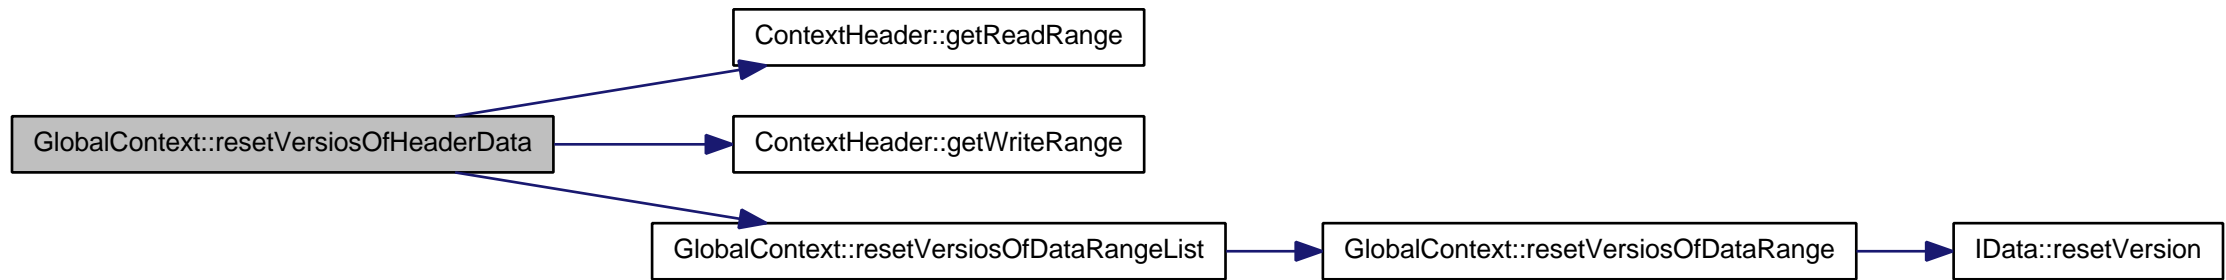 ContextHeader::getReadRange
GlobalContext::resetVersiosOfHeaderData
ContextHeader::getWriteRange
GlobalContext::resetVersiosOfDataRangeList
GlobalContext::resetVersiosOfDataRange
IData::resetVersion